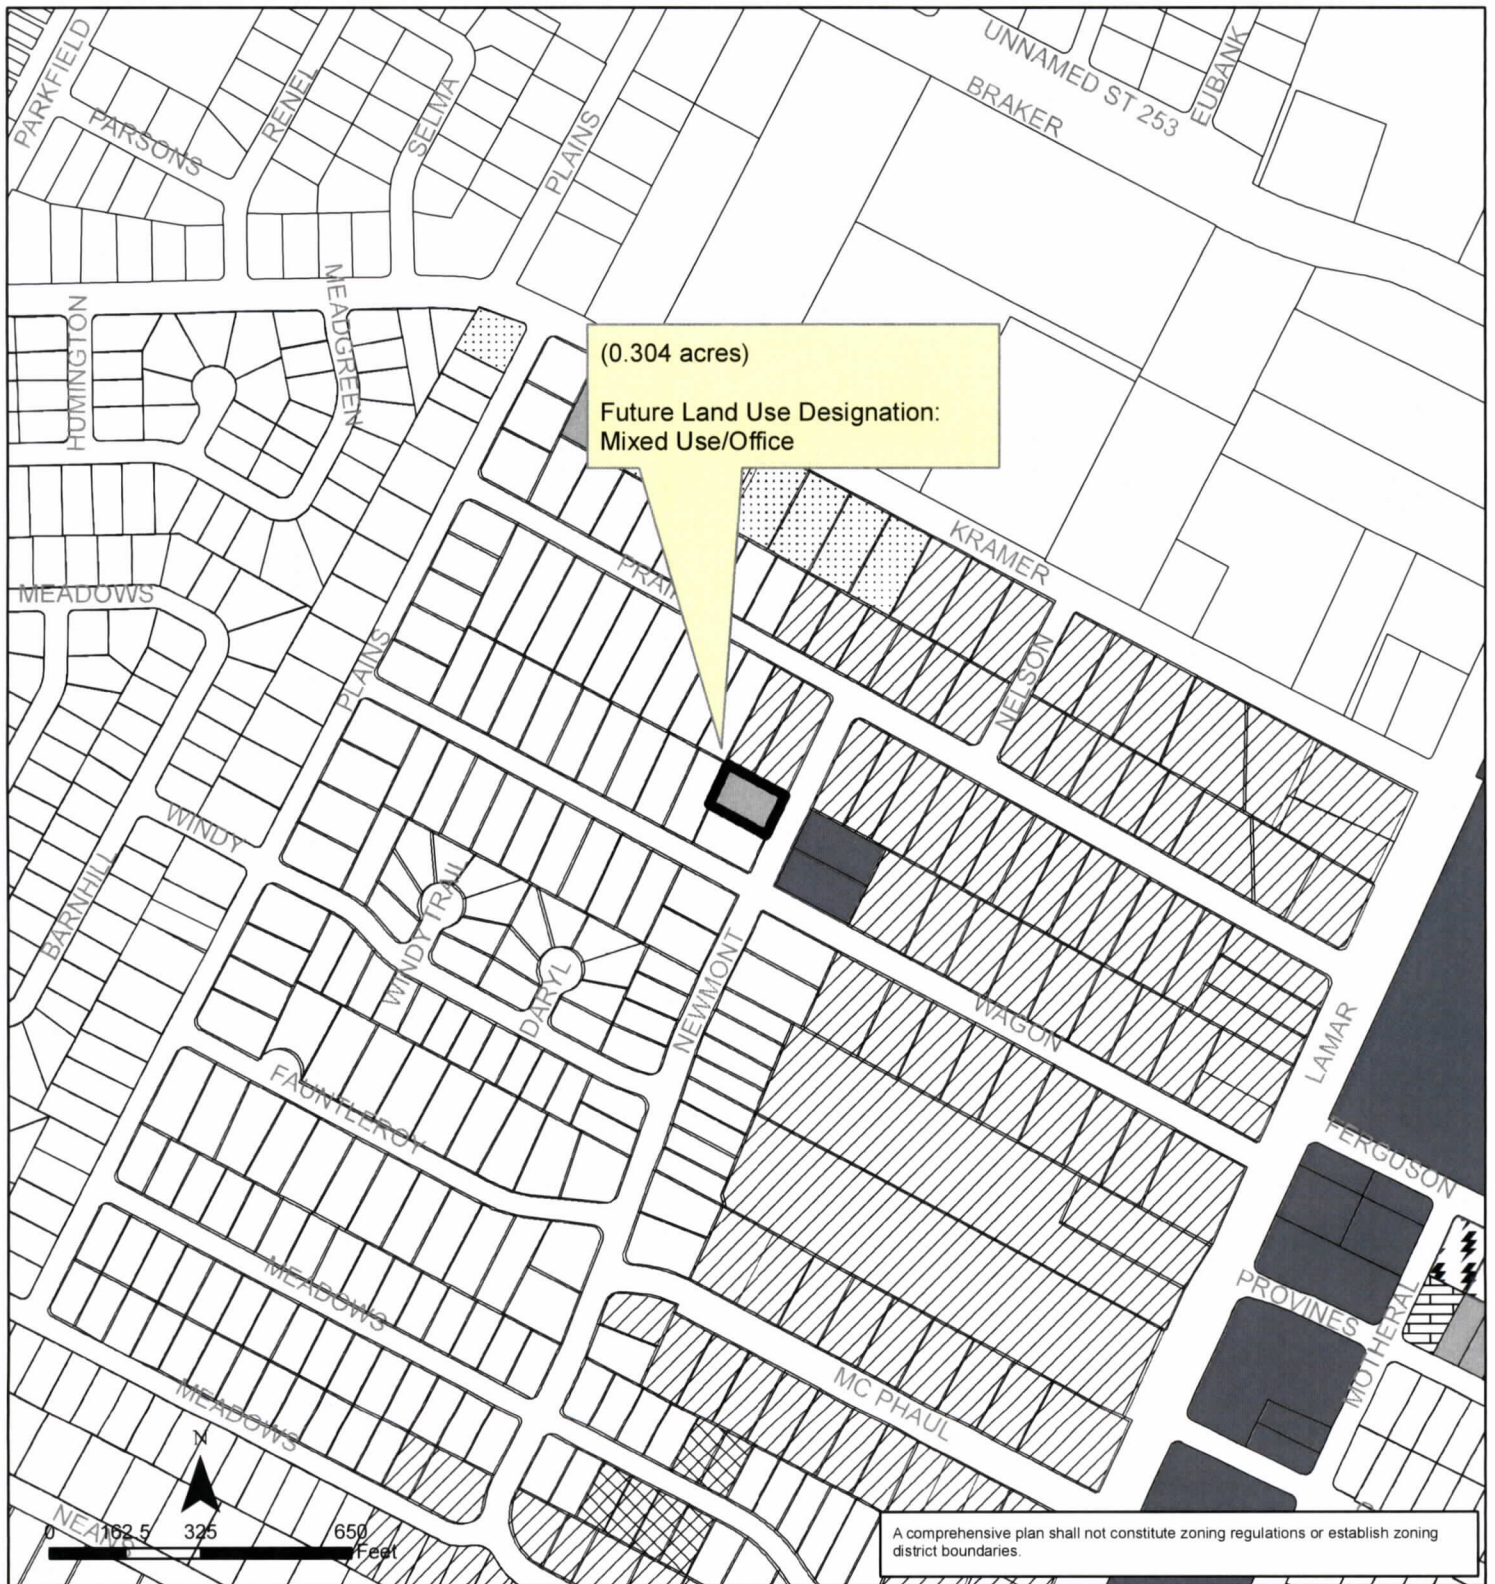 UNNAMED ST 253
EUBANK
BRAKER
PARKFIELD
PARSONS
RENEL
SELMA
PLAINS
HUMINGTON
MEADGREEN
(0.304 acres)
Future Land Use Designation:
Mixed Use/Office
KRAMER
MEADOWS
PLAINS
NELSON
WINDY
BARNHILL
WINDY TRAIL
DARYL
NEWMONT
WAGON
LAMAR
FAUNTLEROY
FERGUSON
MEADOWS
PROVINES
MOTHERAL
MC PHAUL
MEADOWS
N
0 162.5 325 650
Feet
A comprehensive plan shall not constitute zoning regulations or establish zoning
district boundaries.